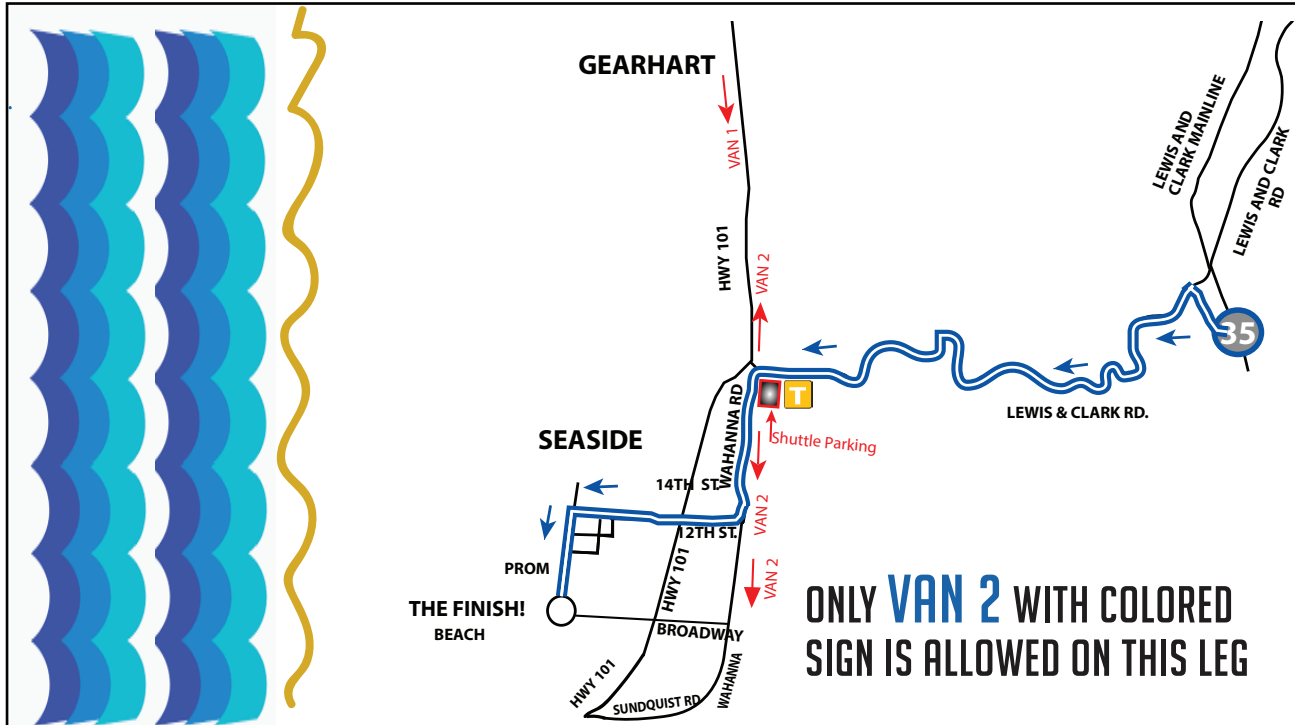 GEARHART
VAN 1
HWY 101
VAN 2
LEWIS AND
CLARK MAINLINE
LEWIS AND CLARK
RD
35
T
LEWIS & CLARK RD.
WAHANNA RD
Shuttle Parking
SEASIDE
14TH ST.
VAN 2
12TH ST.
HWY 101
VAN 2
PROM
THE FINISH!
BEACH
BROADWAY
HWY 101
SUNDQUIST RD
WAHANNA
ONLY VAN 2 WITH COLORED
SIGN IS ALLOWED ON THIS LEG